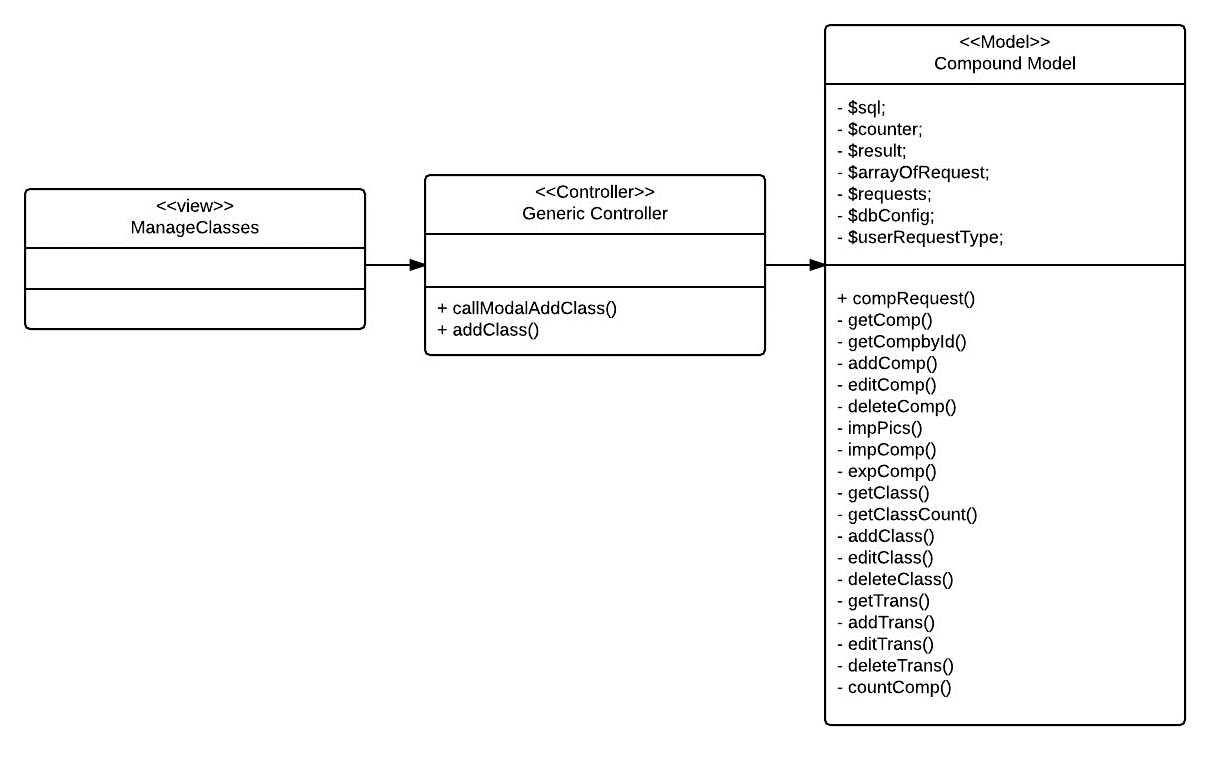 <<view>>
ManageClasses
<<Controller>>
Generic Controller
+ callModalAddClass()
+ addClass()
<<Model>>
Compound Model
- $sql;
- $counter;
- $result;
- $arrayOfRequest;
- $requests;
- $dbConfig;
- $userRequestType;
+ compRequest()
- getComp()
- getCompbyId()
- addComp()
- editComp()
- deleteComp()
- impPics()
- impComp()
- expComp()
- getClass()
- getClassCount()
- addClass()
- editClass()
- deleteClass()
- getTrans()
- addTrans()
- editTrans()
- deleteTrans()
- countComp()